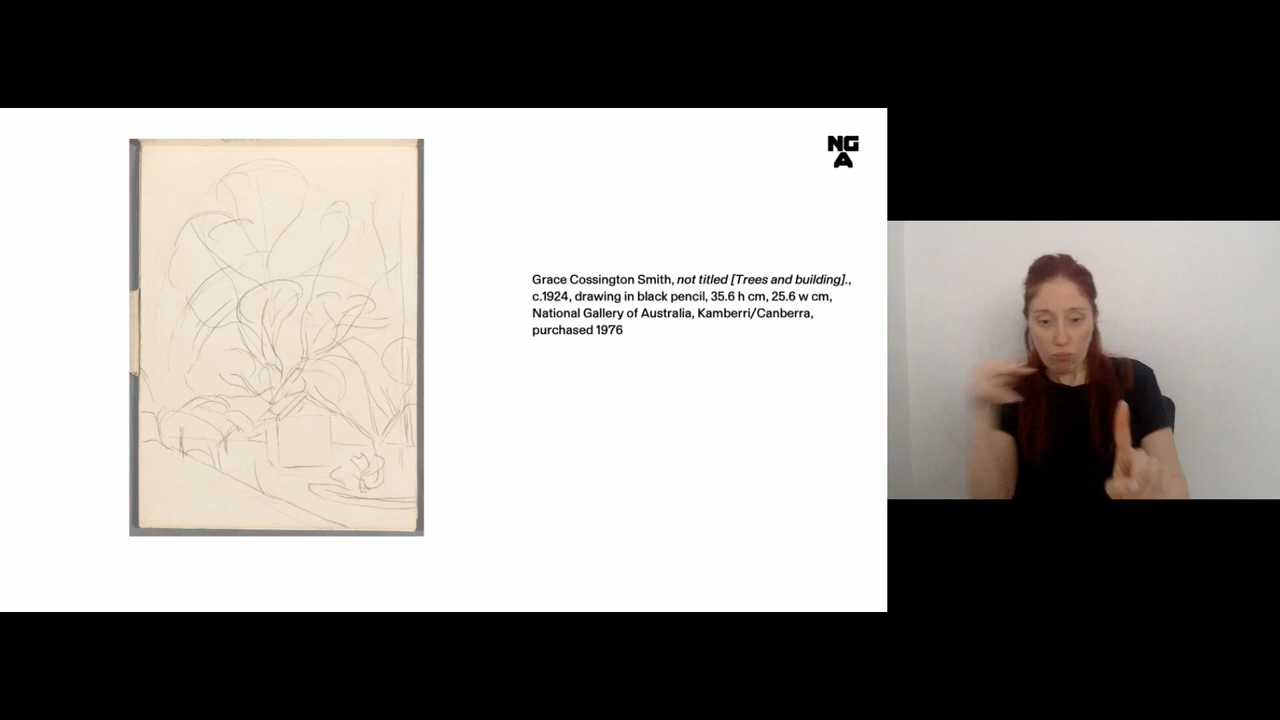 NG
A
Grace Cossington Smith, not titled [Trees and building].,
c.1924, drawing in black pencil, 35.6 h cm, 25.6 w cm,
National Gallery of Australia, Kamberri/Canberra,
purchased 1976